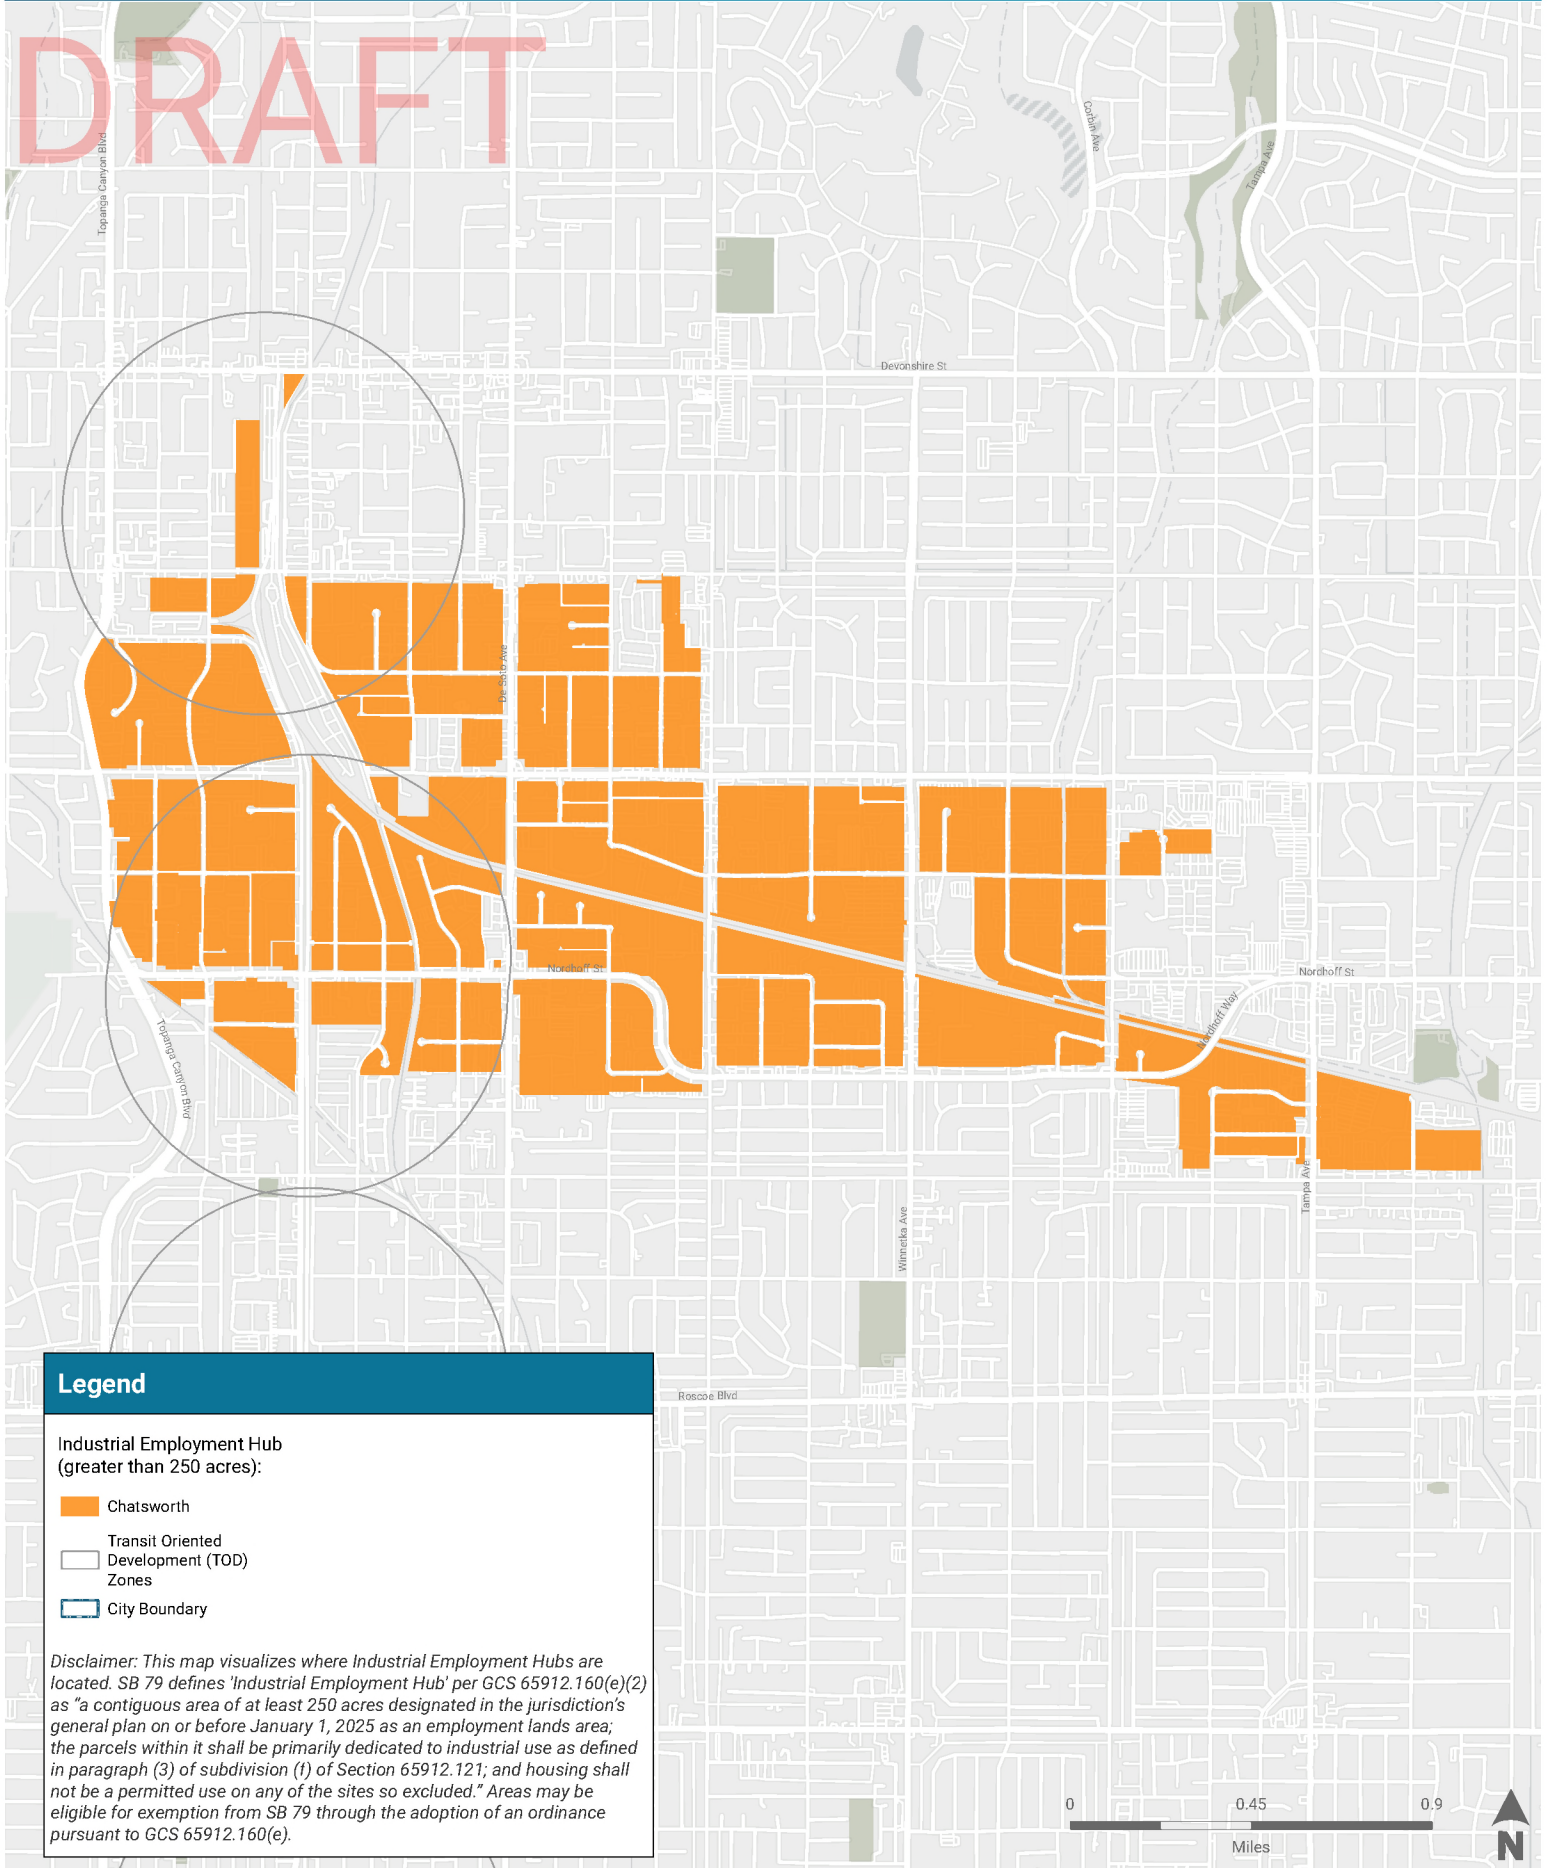 DRAFT
Topanga Canyon Blvd
Corbin Ave
Tampa Ave
Devonshire St
De Soto Ave
Nordhoff St
Nordhoff St
Nordhoff Way
Topanga Canyon Blvd
Tampa Ave
Winnetka Ave
Roscoe Blvd
Legend
Industrial Employment Hub
(greater than 250 acres):
Chatsworth
Transit Oriented
Development (TOD)
Zones
City Boundary
Disclaimer: This map visualizes where Industrial Employment Hubs are
located. SB 79 defines 'Industrial Employment Hub' per GCS 65912.160(e)(2)
as “a contiguous area of at least 250 acres designated in the jurisdiction’s
general plan on or before January 1, 2025 as an employment lands area;
the parcels within it shall be primarily dedicated to industrial use as defined
in paragraph (3) of subdivision (f) of Section 65912.121; and housing shall
not be a permitted use on any of the sites so excluded.” Areas may be
eligible for exemption from SB 79 through the adoption of an ordinance
pursuant to GCS 65912.160(e).
0 0.45 0.9
Miles
N